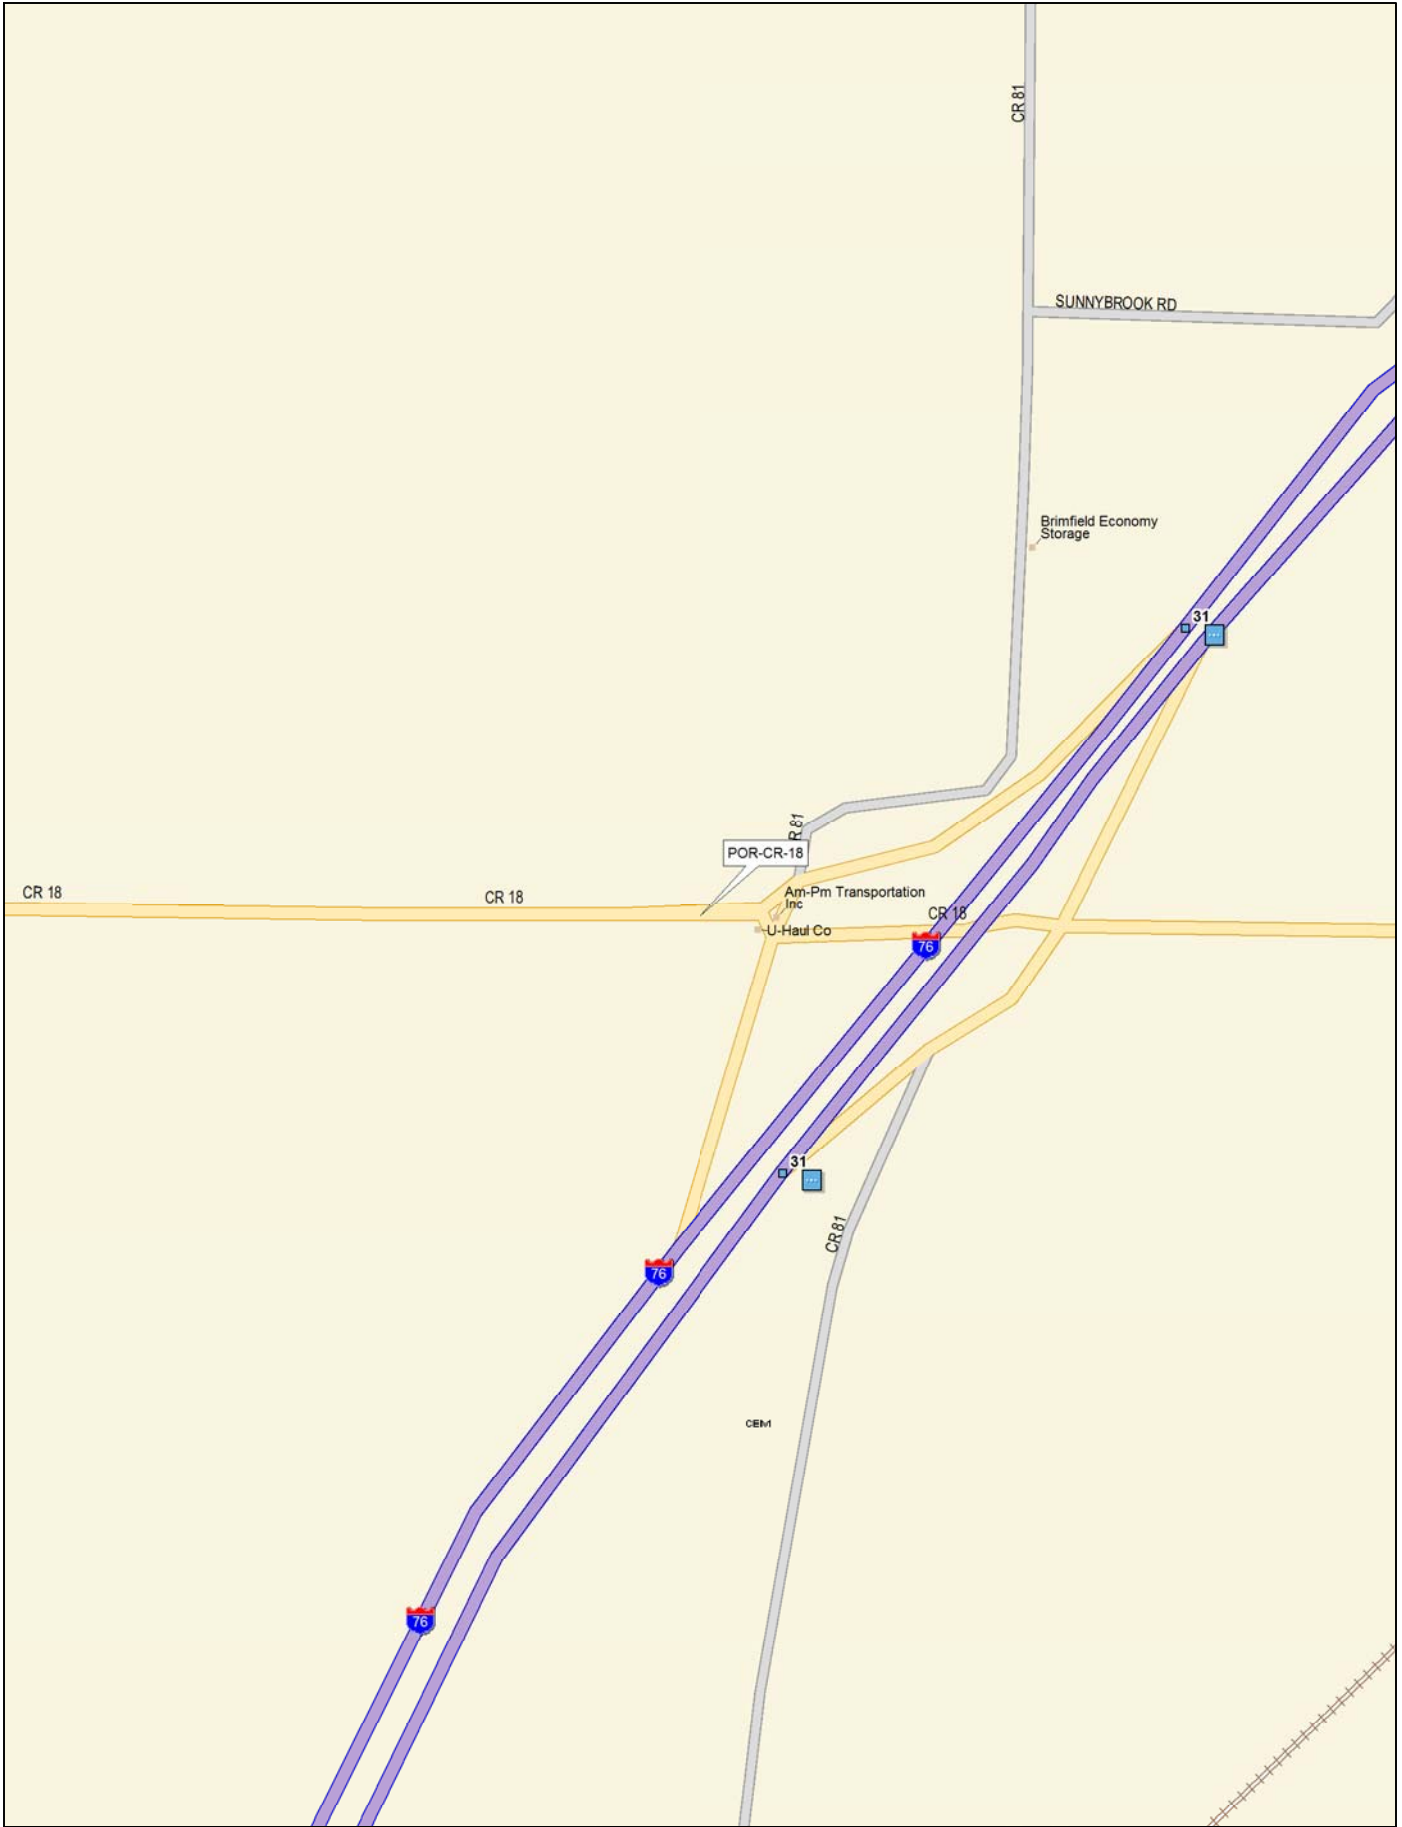 CR 81
SUNNYBROOK RD
Brimfield Economy
Storage
31
R 81
POR-CR-18
CR 18
CR 18
Am-Pm Transportation
Inc
CR 18
U-Haul Co
76
31
CR 81
76
CEM
76